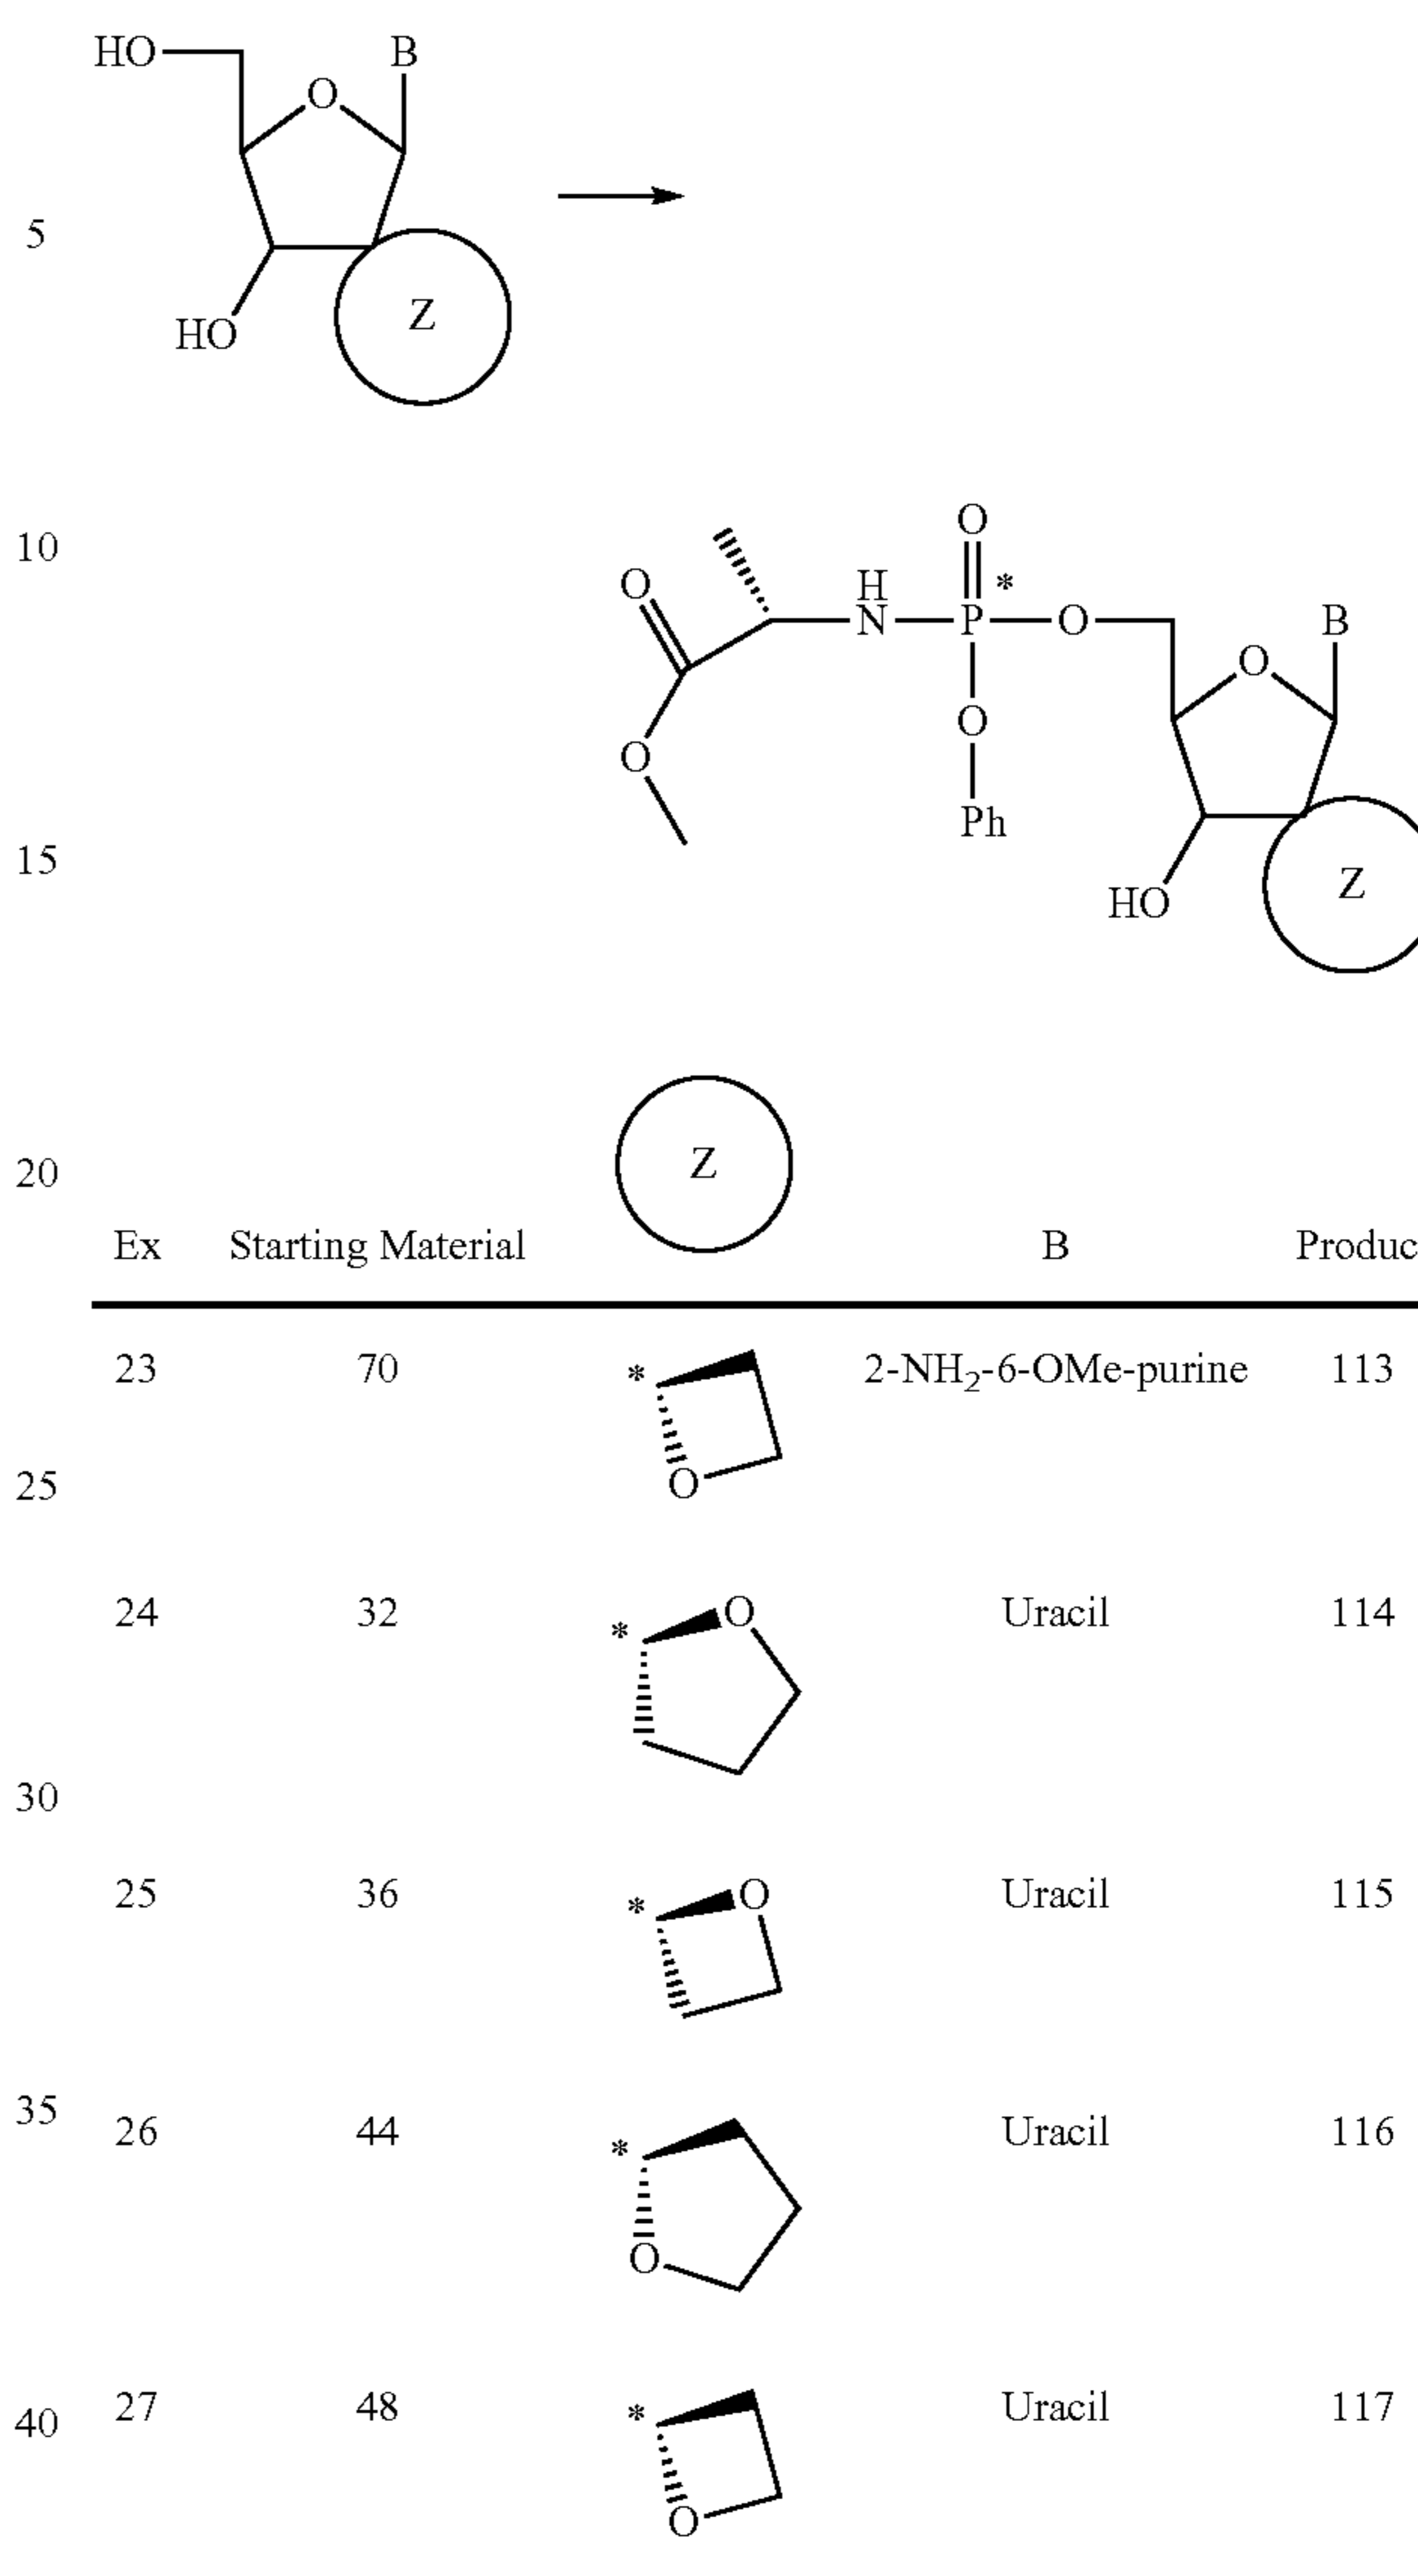 HO B
O
5
Z
HO
O
10
O H *
N P O B
O
O
O
Ph
15
Z
HO
Z
20
Ex Starting Material B Produc
23 70 * 2-NH2-6-OMe-purine 113
O
25
24 32 * O Uracil 114
30
25 36 * O Uracil 115
35
26 44 * Uracil 116
O
27 48 * Uracil 117
40
O